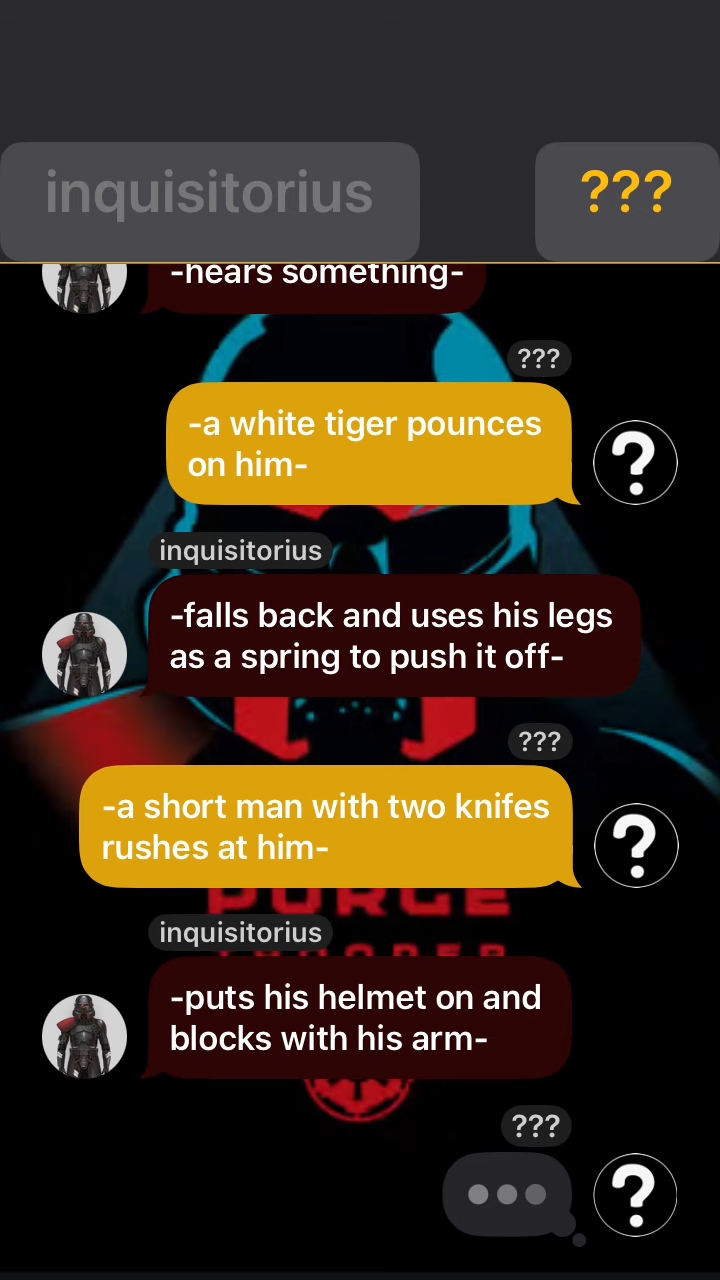 inquisitorius
???
-hears something-
???
-a white tiger pounces
on him-
inquisitorius
-falls back and uses his legs
as a spring to push it off-
???
-a short man with two knifes
rushes at him-
PURGE
inquisitorius
TROOPER
-puts his helmet on and
blocks with his arm-
???